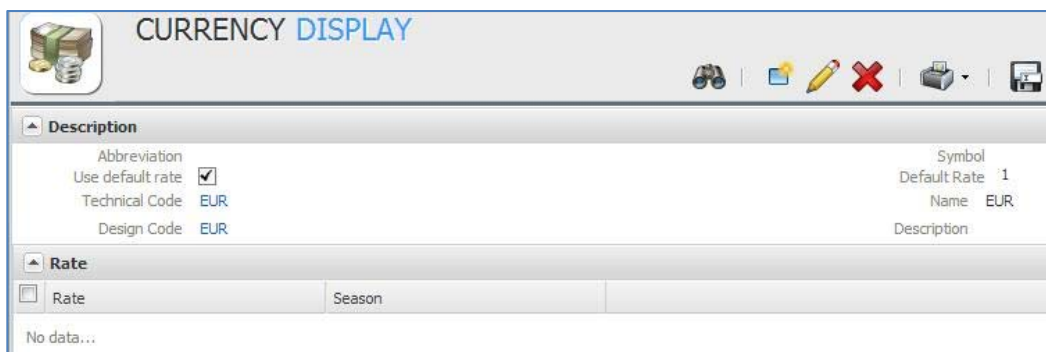 CURRENCY DISPLAY
Description
Abbreviation Symbol
Use default rate Default Rate 1
Technical Code EUR Name EUR
Design Code EUR Description
Rate
Rate Season
No data...